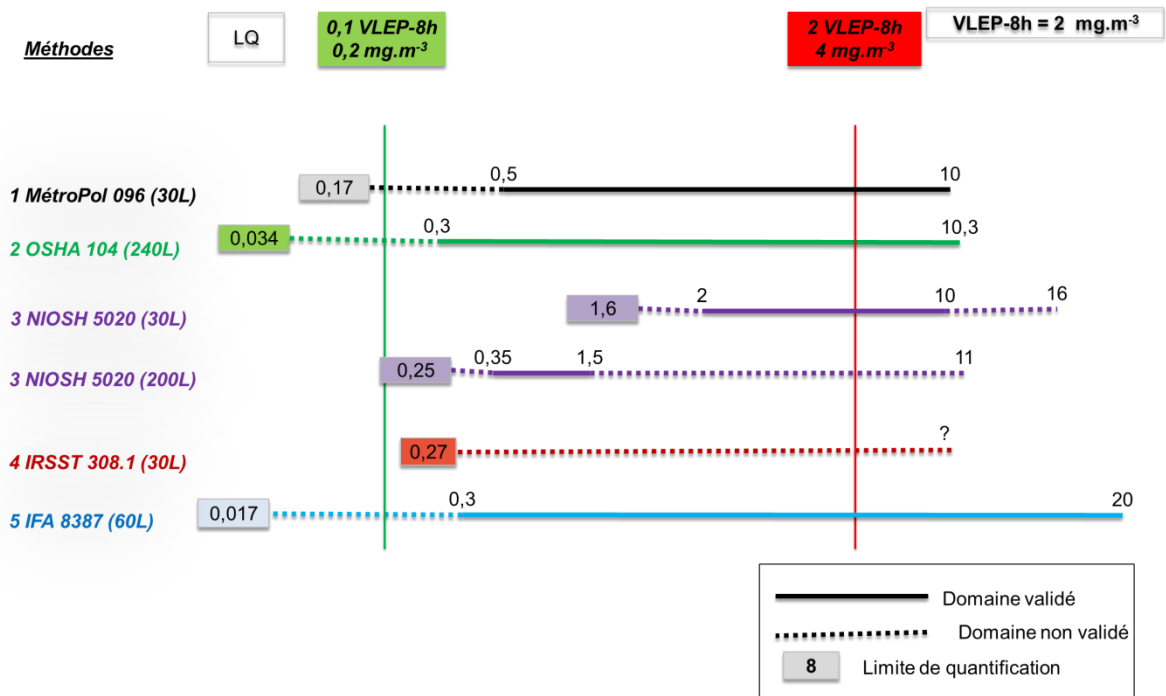 Méthodes
LQ
0,1 VLEP-8h
0,2 mg.m⁻³
2 VLEP-8h
4 mg.m⁻³
VLEP-8h = 2 mg.m⁻³
1 MétroPol 096 (30L)
0,17
0,5
10
2 OSHA 104 (240L)
0,034
0,3
10,3
3 NIOSH 5020 (30L)
1,6
2
10
16
3 NIOSH 5020 (200L)
0,25
0,35
1,5
11
4 IRSST 308.1 (30L)
0,27
?
5 IFA 8387 (60L)
0,017
0,3
20
Domaine validé
Domaine non validé
8
Limite de quantification